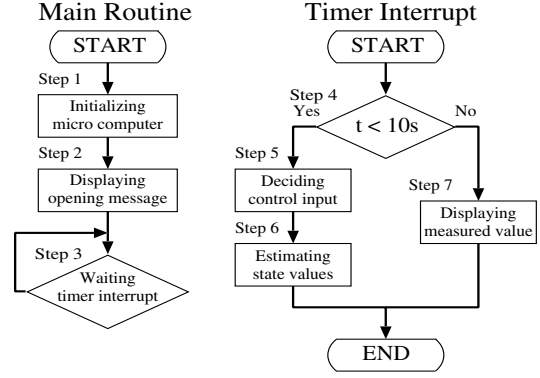 Main Routine
START
Step 1
Initializing
micro computer
Step 2
Displaying
opening message
Step 3
Waiting
timer interrupt
Timer Interrupt
START
Step 4
Yes
No
t < 10s
Step 5
Deciding
control input
Step 6
Estimating
state values
Step 7
Displaying
measured value
END